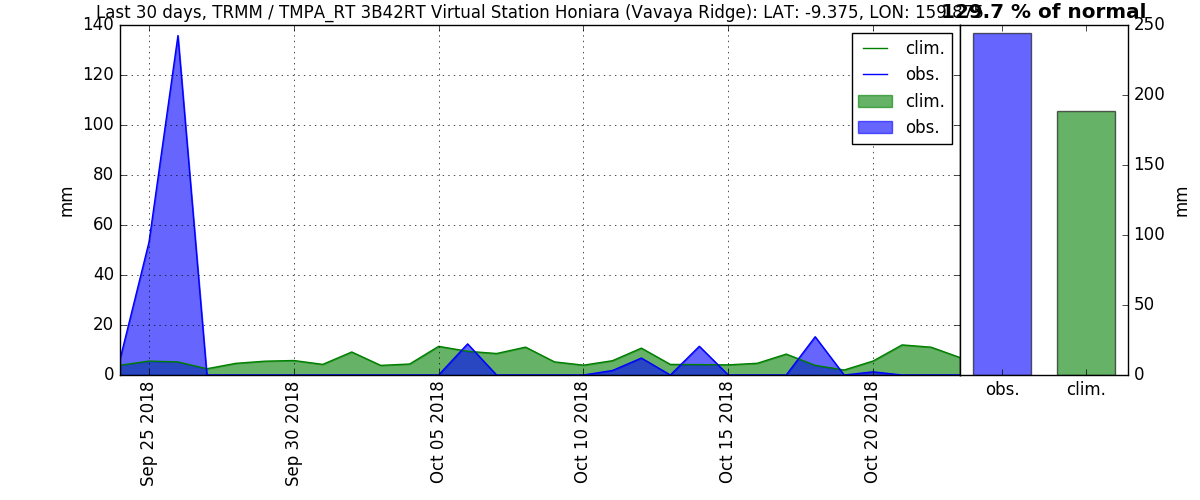 Last 30 days, TRMM / TMPA_RT 3B42RT Virtual Station Honiara (Vavaya Ridge): LAT: -9.375, LON:
129.7 % of normal
140
120
100
80
60
40
20
0
mm
clim.
obs.
clim.
obs.
250
200
150
100
50
0
mm
obs.
clim.
Sep 25 2018
Sep 30 2018
Oct 05 2018
Oct 10 2018
Oct 15 2018
Oct 20 2018